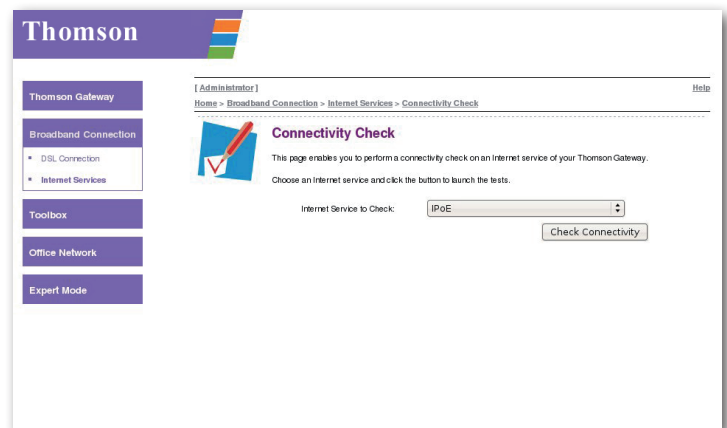 Thomson
Thomson Gateway
Broadband Connection
DSL Connection
Internet Services
Toolbox
Office Network
Expert Mode
[ Administrator ]
Help
Home > Broadband Connection > Internet Services > Connectivity Check
Connectivity Check
This page enables you to perform a connectivity check on an Internet service of your Thomson Gateway.
Choose an Internet service and click the button to launch the tests.
Internet Service to Check:
IPoE
Check Connectivity